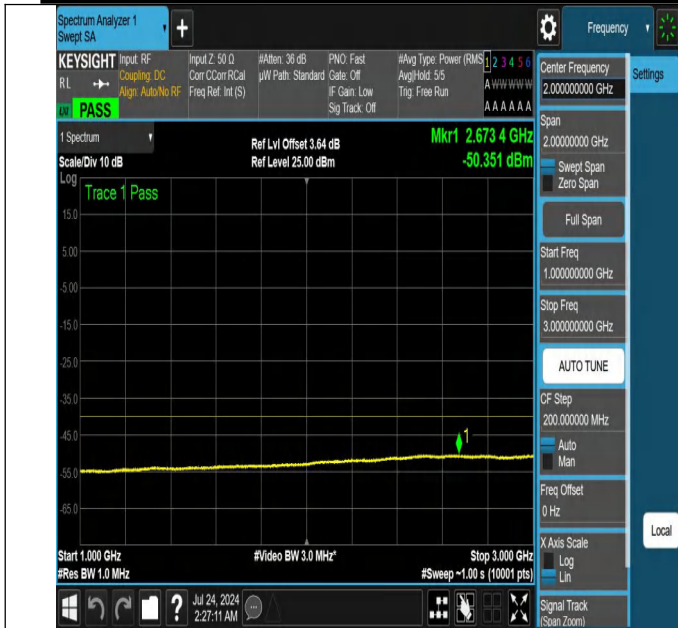 Spectrum Analyzer 1
Swept SA
+
Frequency
KEYSIGHT
RL
PASS
Input: RF
Coupling: DC
Align: Auto/No RF
Input Z: 50 Ω
Corr CCorr RCal
Freq Ref: Int (S)
#Atten: 36 dB
µW Path: Standard
PNO: Fast
Gate: Off
IF Gain: Low
Sig Track: Off
#Avg Type: Power (RMS
Avg|Hold: 5/5
Trig: Free Run
1 2 3 4 5 6
A W W W W W
A A A A A A
1 Spectrum
Scale/Div 10 dB
Log
Ref Lvl Offset 3.64 dB
Ref Level 25.00 dBm
Mkr1 2.673 4 GHz
-50.351 dBm
Trace 1 Pass
15.0
5.00
-5.00
-15.0
-25.0
-35.0
-45.0
-55.0
-65.0
1
Start 1.000 GHz
#Res BW 1.0 MHz
#Video BW 3.0 MHz*
Stop 3.000 GHz
#Sweep ~1.00 s (10001 pts)
?
Jul 24, 2024
2:27:11 AM
Center Frequency
2.00000000 GHz
Settings
Span
2.00000000 GHz
Swept Span
Zero Span
Full Span
Start Freq
1.000000000 GHz
Stop Freq
3.000000000 GHz
AUTO TUNE
CF Step
200.000000 MHz
Auto
Man
Freq Offset
0 Hz
X Axis Scale
Log
Lin
Local
Signal Track
(Span Zoom)